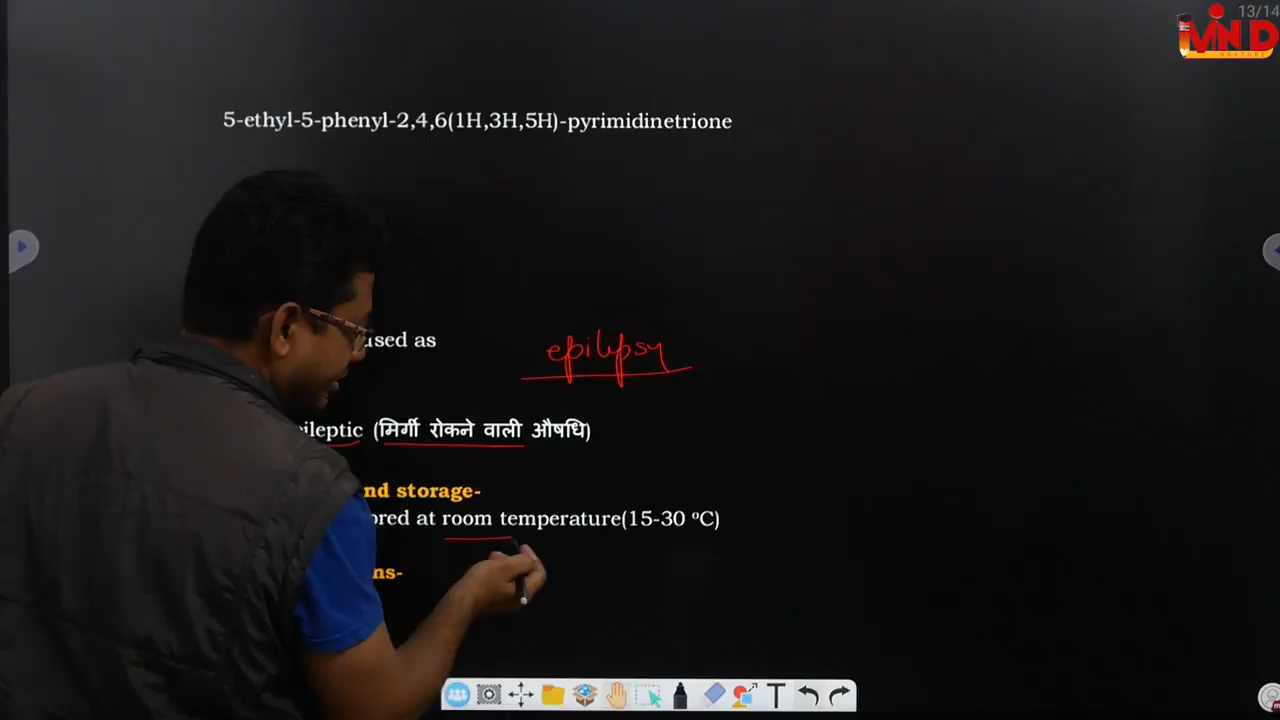 13/14
MIND
5-ethyl-5-phenyl-2,4,6(1H,3H,5H)-pyrimidinetrione
used as
epilepsy
ileptic (मिर्गी रोकने वाली औषधि)
nd storage-
ored at room temperature(15-30 °C)
ns-
T